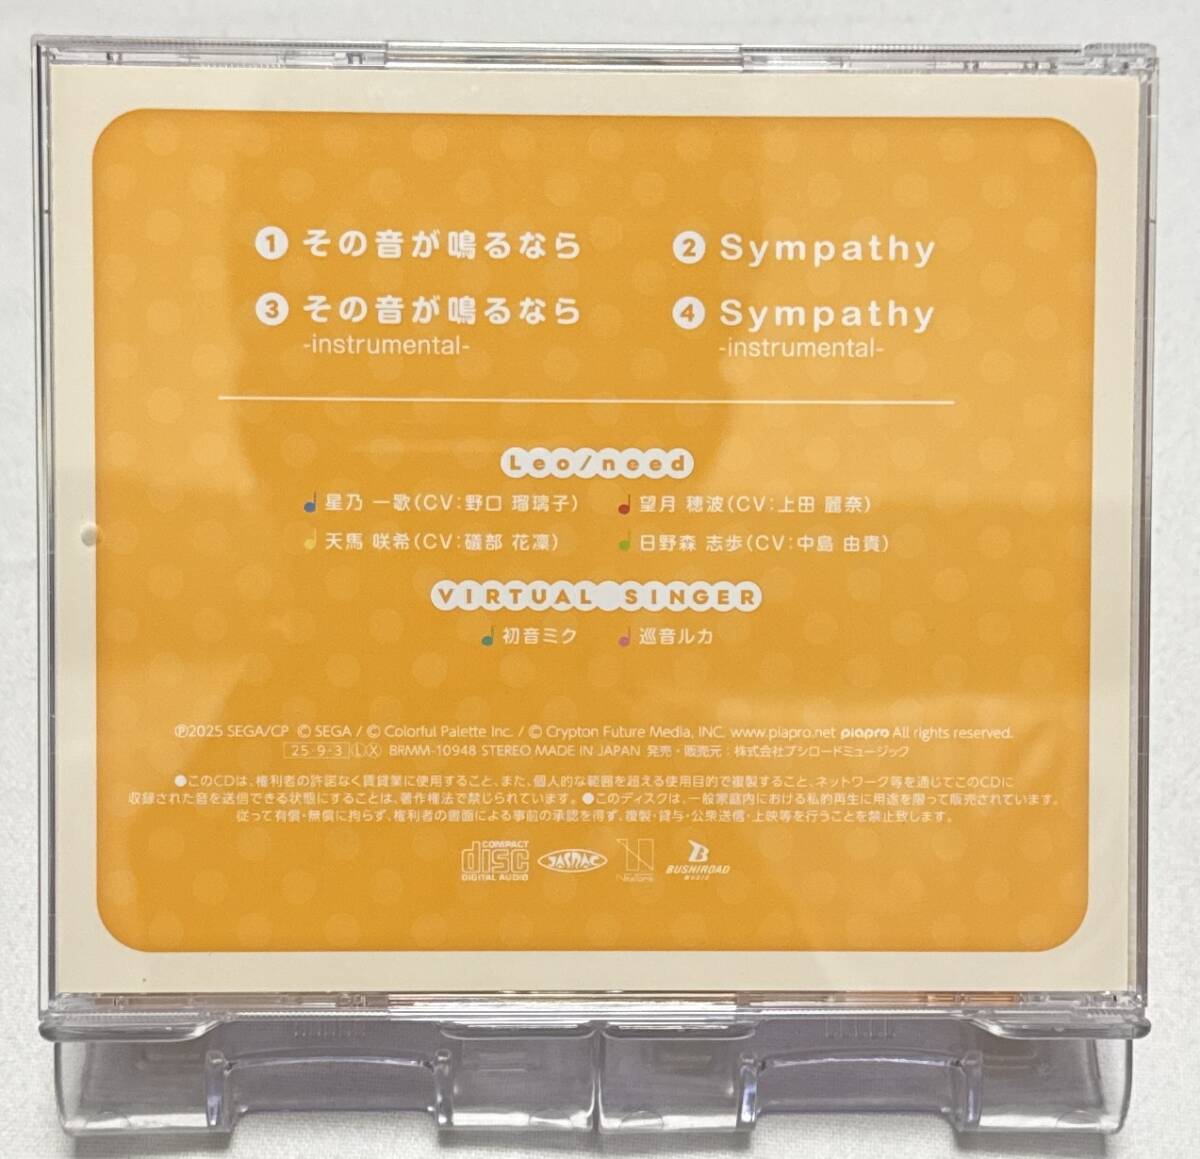 1 その音が鳴るなら
2 Sympathy
3 その音が鳴るなら
-instrumental-
4 Sympathy
-instrumental-
Leo/need
星乃 一歌(CV:野口 瑠璃子)
望月 穂波(CV:上田 麗奈)
天馬 咲希(CV:礒部 花凜)
日野森 志歩(CV:中島 由貴)
VIRTUAL SINGER
初音ミク
巡音ルカ
Ⓟ2025 SEGA/CP © SEGA / © Colorful Palette Inc. / © Crypton Future Media, INC. www.piapro.net piapro All rights reserved.
25・9・3 Ⓛ Ⓧ BRMM-10948 STEREO MADE IN JAPAN 発売・販売元：株式会社ブシロードミュージック
●このCDは、権利者の許諾なく賃貸業に使用すること、また、個人的な範囲を超える使用目的で複製すること、ネットワーク等を通じてこのCDに
収録された音を送信できる状態にすることは、著作権法で禁じられています。●このディスクは、一般家庭内における私的再生に用途を限って販売されています。
従って有償・無償に拘らず、権利者の書面による事前の承認を得ず、複製・貸与・公衆送信・上映等を行うことを禁止致します。
COMPACT
disc
DIGITAL AUDIO
JASRAC
BUSHIROAD
MUSIC